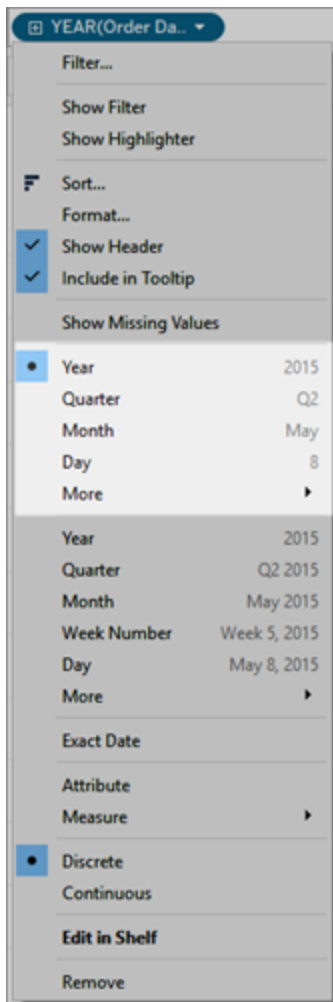 YEAR(Order Da..
Filter...
Show Filter
Show Highlighter
Sort...
Format...
Show Header
Include in Tooltip
Show Missing Values
Year 2015
Quarter Q2
Month May
Day 8
More
Year 2015
Quarter Q2 2015
Month May 2015
Week Number Week 5, 2015
Day May 8, 2015
More
Exact Date
Attribute
Measure
Discrete
Continuous
Edit in Shelf
Remove